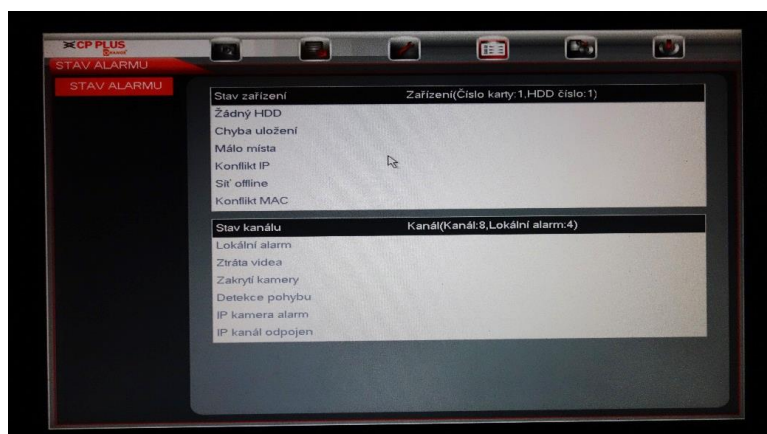 CP PLUS
STAV ALARMU
STAV ALARMU
Stav zařízení Zařízení(Číslo karty:1,HDD číslo:1)
Žádný HDD
Chyba uložení
Málo místa
Konflikt IP
Síť offline
Konflikt MAC
Stav kanálu Kanál(Kanál:8,Lokální alarm:4)
Lokální alarm
Ztráta videa
Zakrytí kamery
Detekce pohybu
IP kamera alarm
IP kanál odpojen